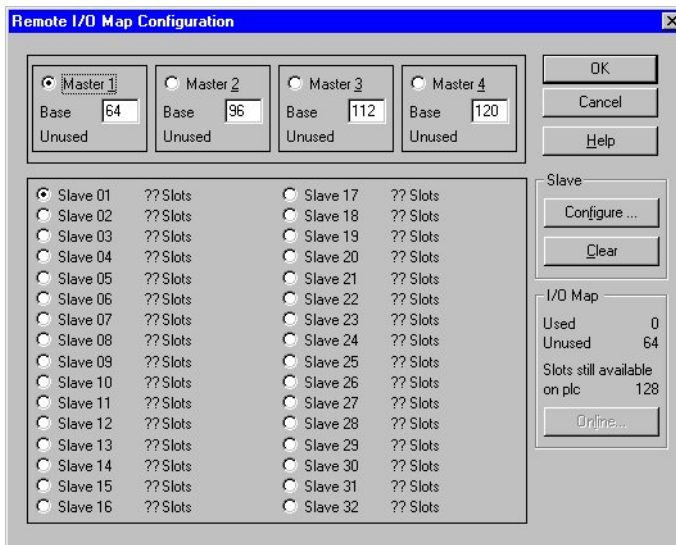 Remote I/O Map Configuration
Master 1
Base 64
Unused
Master 2
Base 96
Unused
Master 3
Base 112
Unused
Master 4
Base 120
Unused
OK
Cancel
Help
Slave 01 ?? Slots
Slave 02 ?? Slots
Slave 03 ?? Slots
Slave 04 ?? Slots
Slave 05 ?? Slots
Slave 06 ?? Slots
Slave 07 ?? Slots
Slave 08 ?? Slots
Slave 09 ?? Slots
Slave 10 ?? Slots
Slave 11 ?? Slots
Slave 12 ?? Slots
Slave 13 ?? Slots
Slave 14 ?? Slots
Slave 15 ?? Slots
Slave 16 ?? Slots
Slave 17 ?? Slots
Slave 18 ?? Slots
Slave 19 ?? Slots
Slave 20 ?? Slots
Slave 21 ?? Slots
Slave 22 ?? Slots
Slave 23 ?? Slots
Slave 24 ?? Slots
Slave 25 ?? Slots
Slave 26 ?? Slots
Slave 27 ?? Slots
Slave 28 ?? Slots
Slave 29 ?? Slots
Slave 30 ?? Slots
Slave 31 ?? Slots
Slave 32 ?? Slots
Slave
Configure ...
Clear
I/O Map
Used 0
Unused 64
Slots still available
on plc 128
Online...